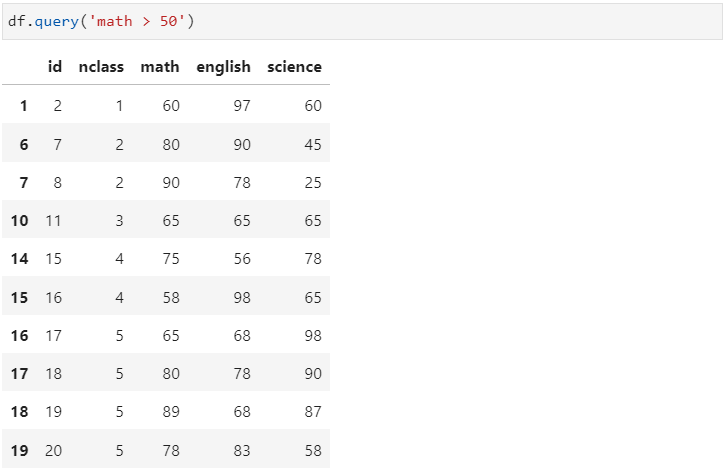 df.query('math > 50')
id nclass math english science
1 2 1 60 97 60
6 7 2 80 90 45
7 8 2 90 78 25
10 11 3 65 65 65
14 15 4 75 56 78
15 16 4 58 98 65
16 17 5 65 68 98
17 18 5 80 78 90
18 19 5 89 68 87
19 20 5 78 83 58